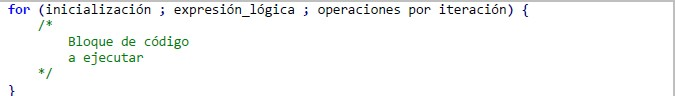 for (inicialización ; expresión_lógica ; operaciones por iteración) {
/*
Bloque de código
a ejecutar
*/
}